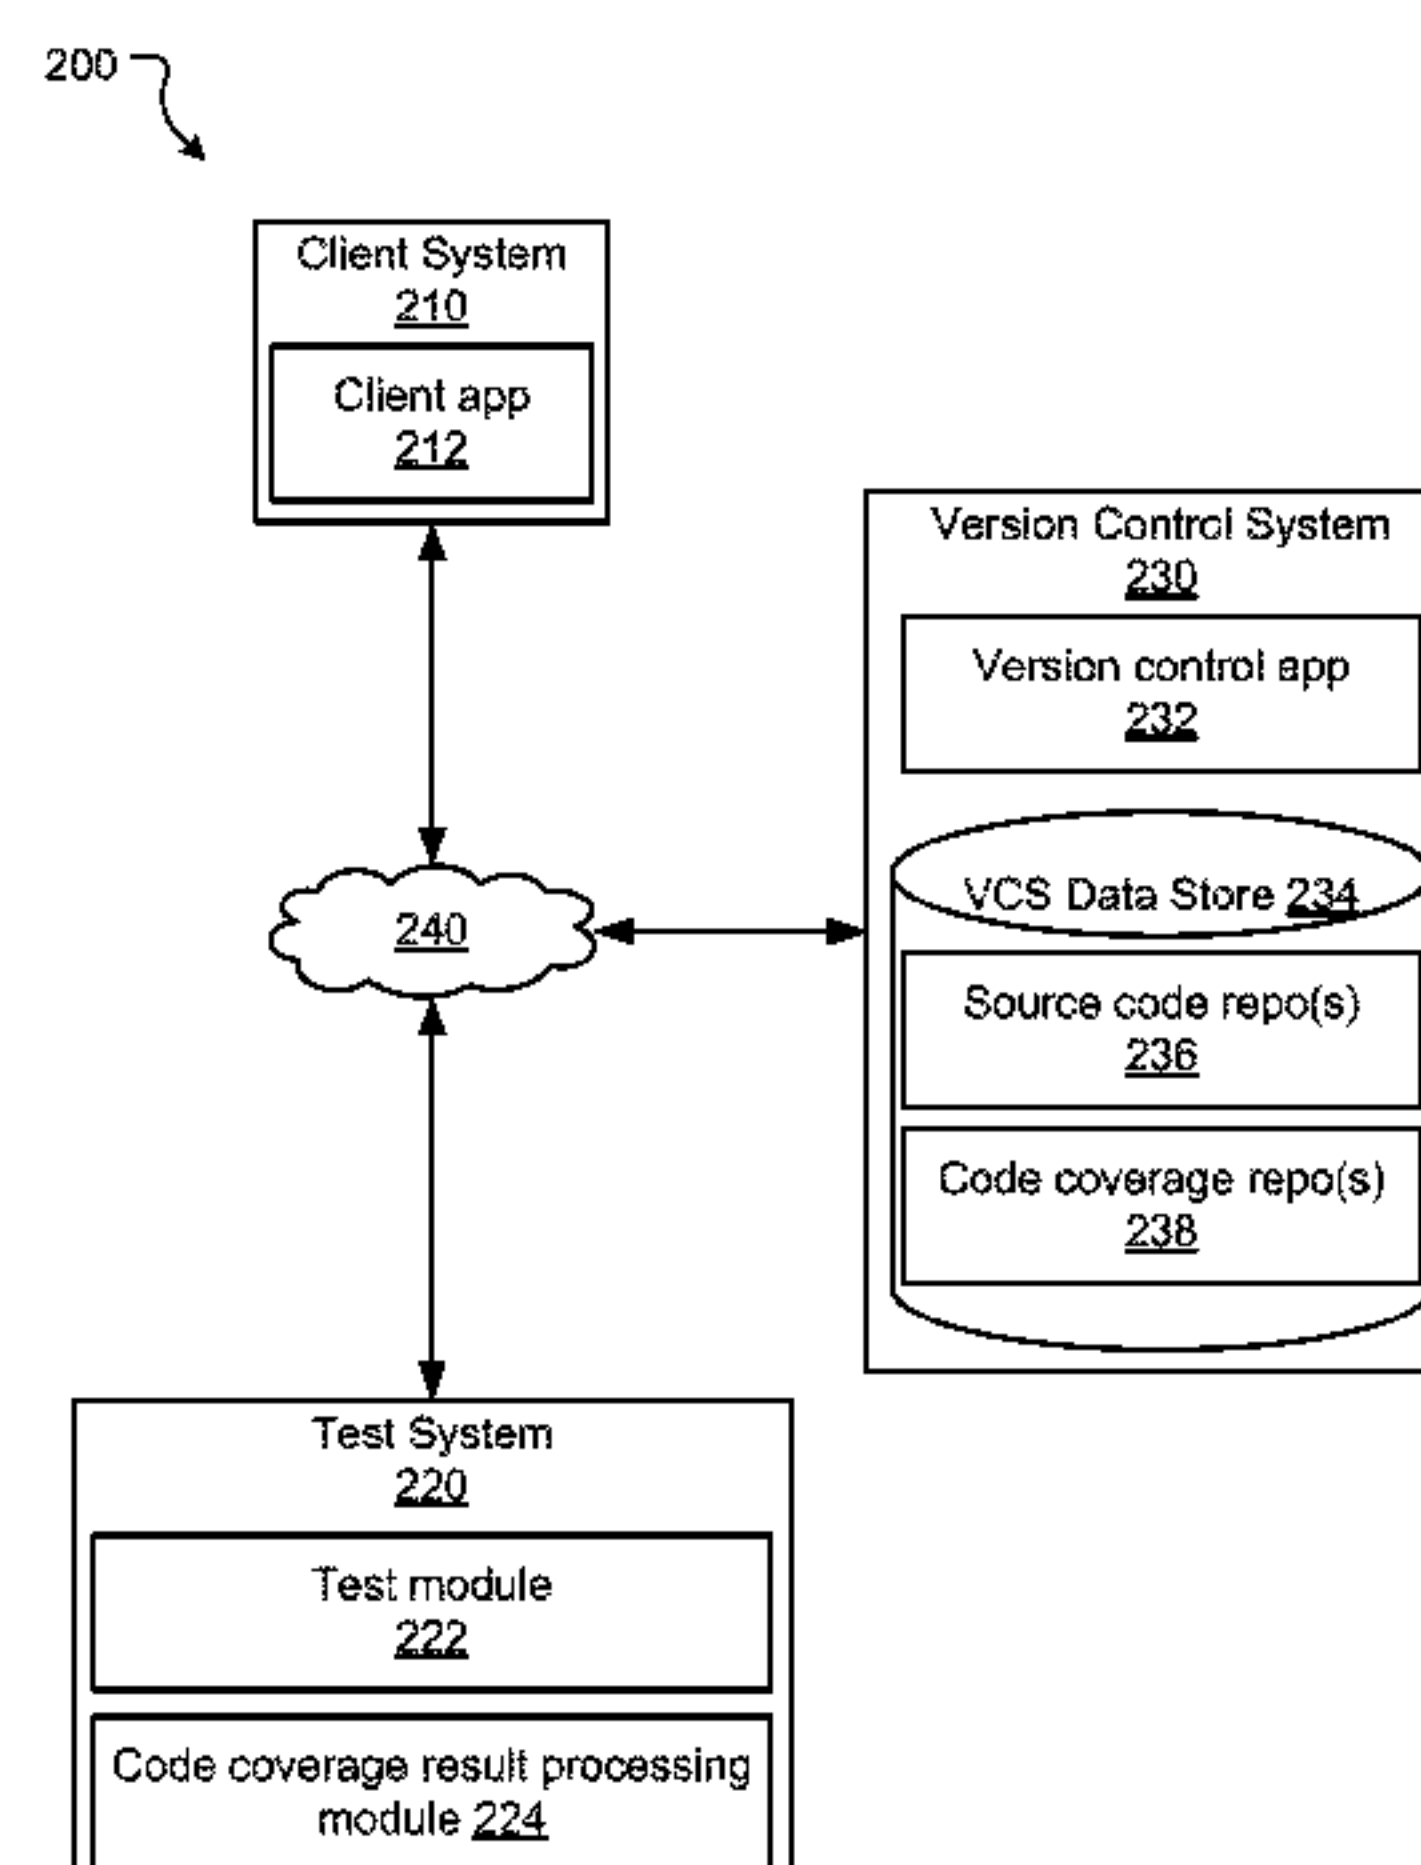 200
Client System
210
Client app
212
Version Control System
230
Version control app
232
VCS Data Store 234
240
Source code repo(s)
236
Code coverage repo(s)
238
Test System
220
Test module
222
Code coverage result processing
module 224